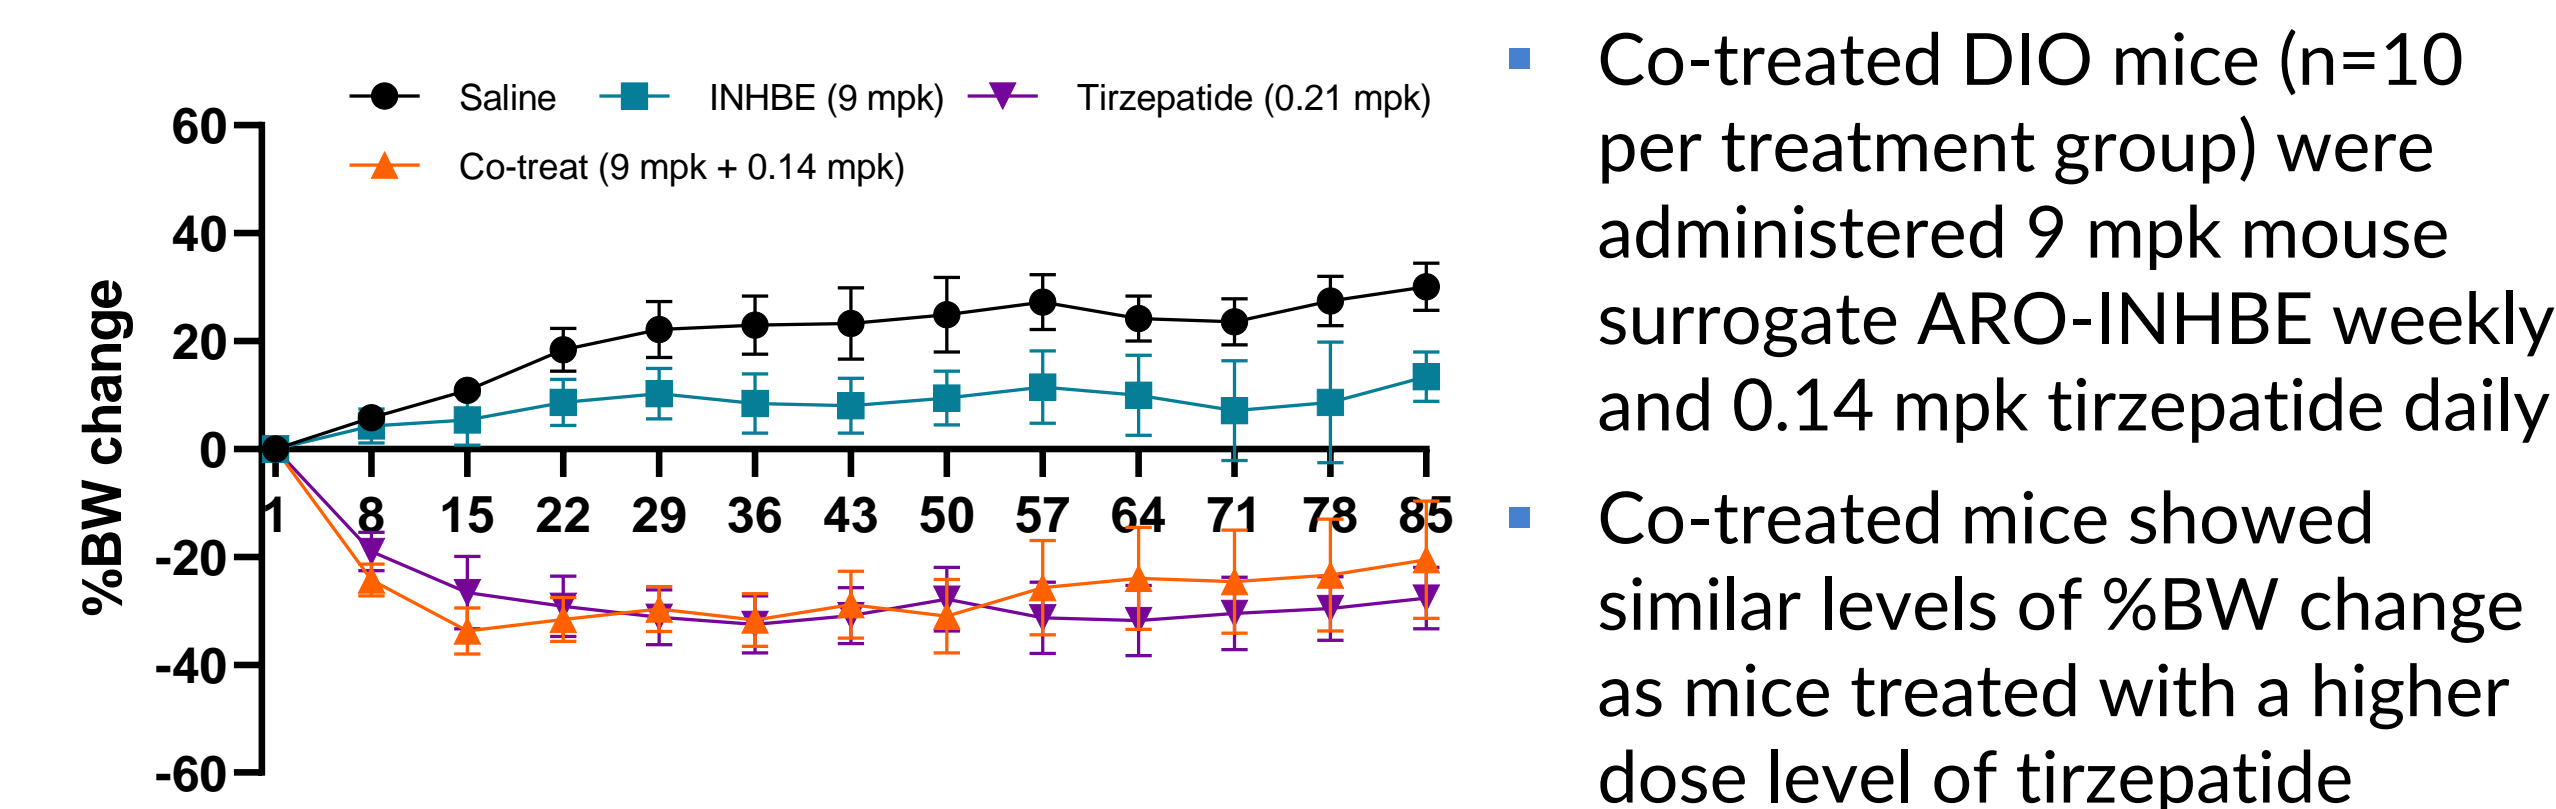 Saline INHBE (9 mpk) Tirzepatide (0.21 mpk)
Co-treat (9 mpk + 0.14 mpk)
%BW change
60
40
20
0
-20
-40
-60
1 8 15 22 29 36 43 50 57 64 71 78 85
▪ Co-treated DIO mice (n=10
per treatment group) were
administered 9 mpk mouse
surrogate ARO-INHBE weekly
and 0.14 mpk tirzepatide daily
▪ Co-treated mice showed
similar levels of %BW change
as mice treated with a higher
dose level of tirzepatide